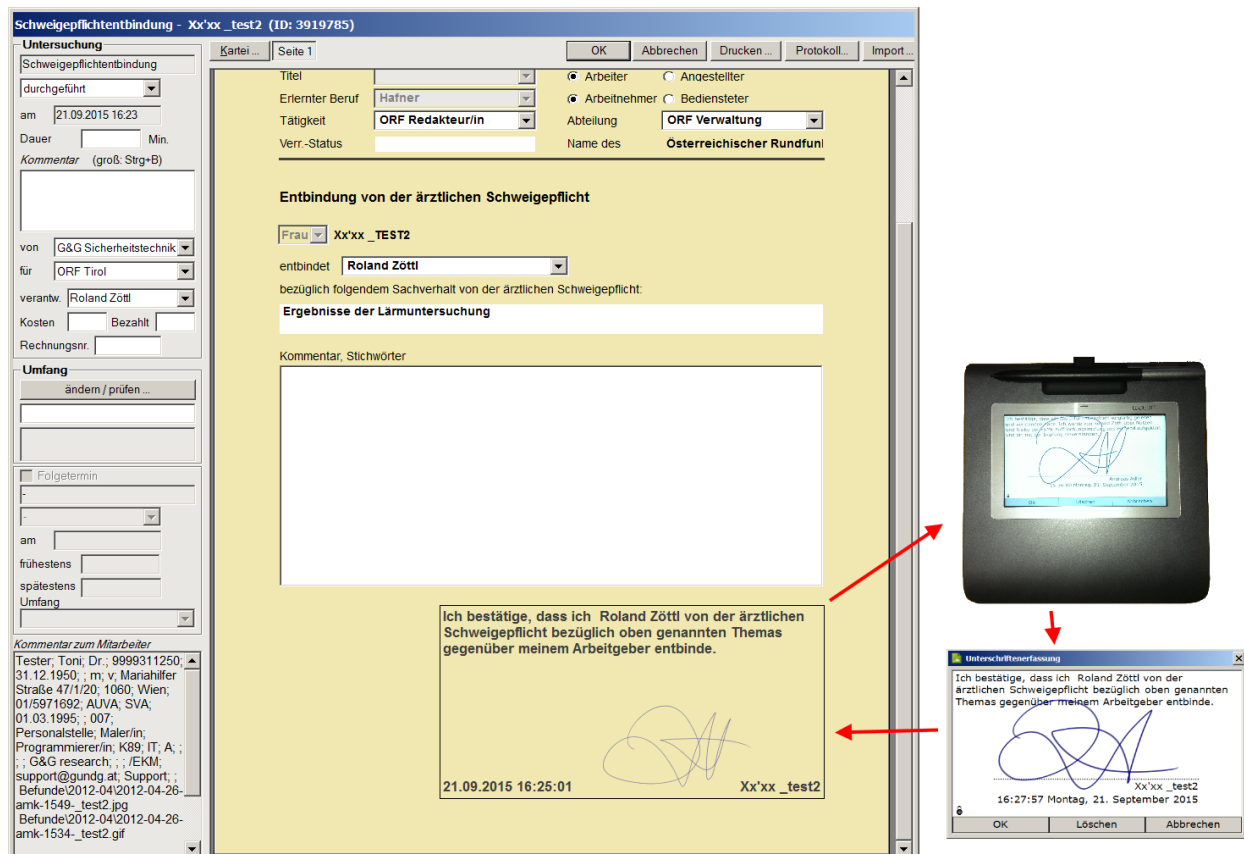 Schweigepflichtentbindung - Xx'xx _test2 (ID: 3919785)
Untersuchung
Schweigepflichtentbindung
durchgeführt
am 21.09.2015 16:23
Dauer Min.
Kommentar (groß: Strg+B)
von G&G Sicherheitstechnik
für ORF Tirol
verantw. Roland Zöttl
Kosten Bezahlt
Rechnungsnr.
Umfang
ändern / prüfen ...
Folgetermin
-
-
am
frühestens
spätestens
Umfang
Kommentar zum Mitarbeiter
Tester; Toni; Dr.; 9999311250;
31.12.1950; ; m; v; Mariahilfer
Straße 47/1/20; 1060; Wien;
01/5971692; AUVA; SVA;
01.03.1995; ; 007;
Personalstelle; Maler/in;
Programmierer/in; K89; IT; A; ;
; ; G&G research; ; ; /EKM;
support@gundg.at; Support; ;
Befunde\2012-04\2012-04-26-
amk-1549-_test2.jpg
Befunde\2012-04\2012-04-26-
amk-1534-_test2.gif
Kartei ... Seite 1 OK Abbrechen Drucken ... Protokoll... Import ...
Titel Arbeiter Angestellter
Erlernter Beruf Hafner Arbeitnehmer Bediensteter
Tätigkeit ORF Redakteur/in Abteilung ORF Verwaltung
Verr.-Status Name des Österreichischer Rundfun
Entbindung von der ärztlichen Schweigepflicht
Frau Xx'xx _TEST2
entbindet Roland Zöttl
bezüglich folgendem Sachverhalt von der ärztlichen Schweigepflicht:
Ergebnisse der Lärmuntersuchung
Kommentar, Stichwörter
Ich bestätige, dass ich Roland Zöttl von der ärztlichen
Schweigepflicht bezüglich oben genannten Themas
gegenüber meinem Arbeitgeber entbinde.
21.09.2015 16:25:01 Xx'xx _test2
OK Löschen Abbrechen
Unterschriftenerfassung
Ich bestätige, dass ich Roland Zöttl von der
ärztlichen Schweigepflicht bezüglich oben genannten
Themas gegenüber meinem Arbeitgeber entbinde.
Xx'xx _test2
16:27:57 Montag, 21. September 2015
OK Löschen Abbrechen